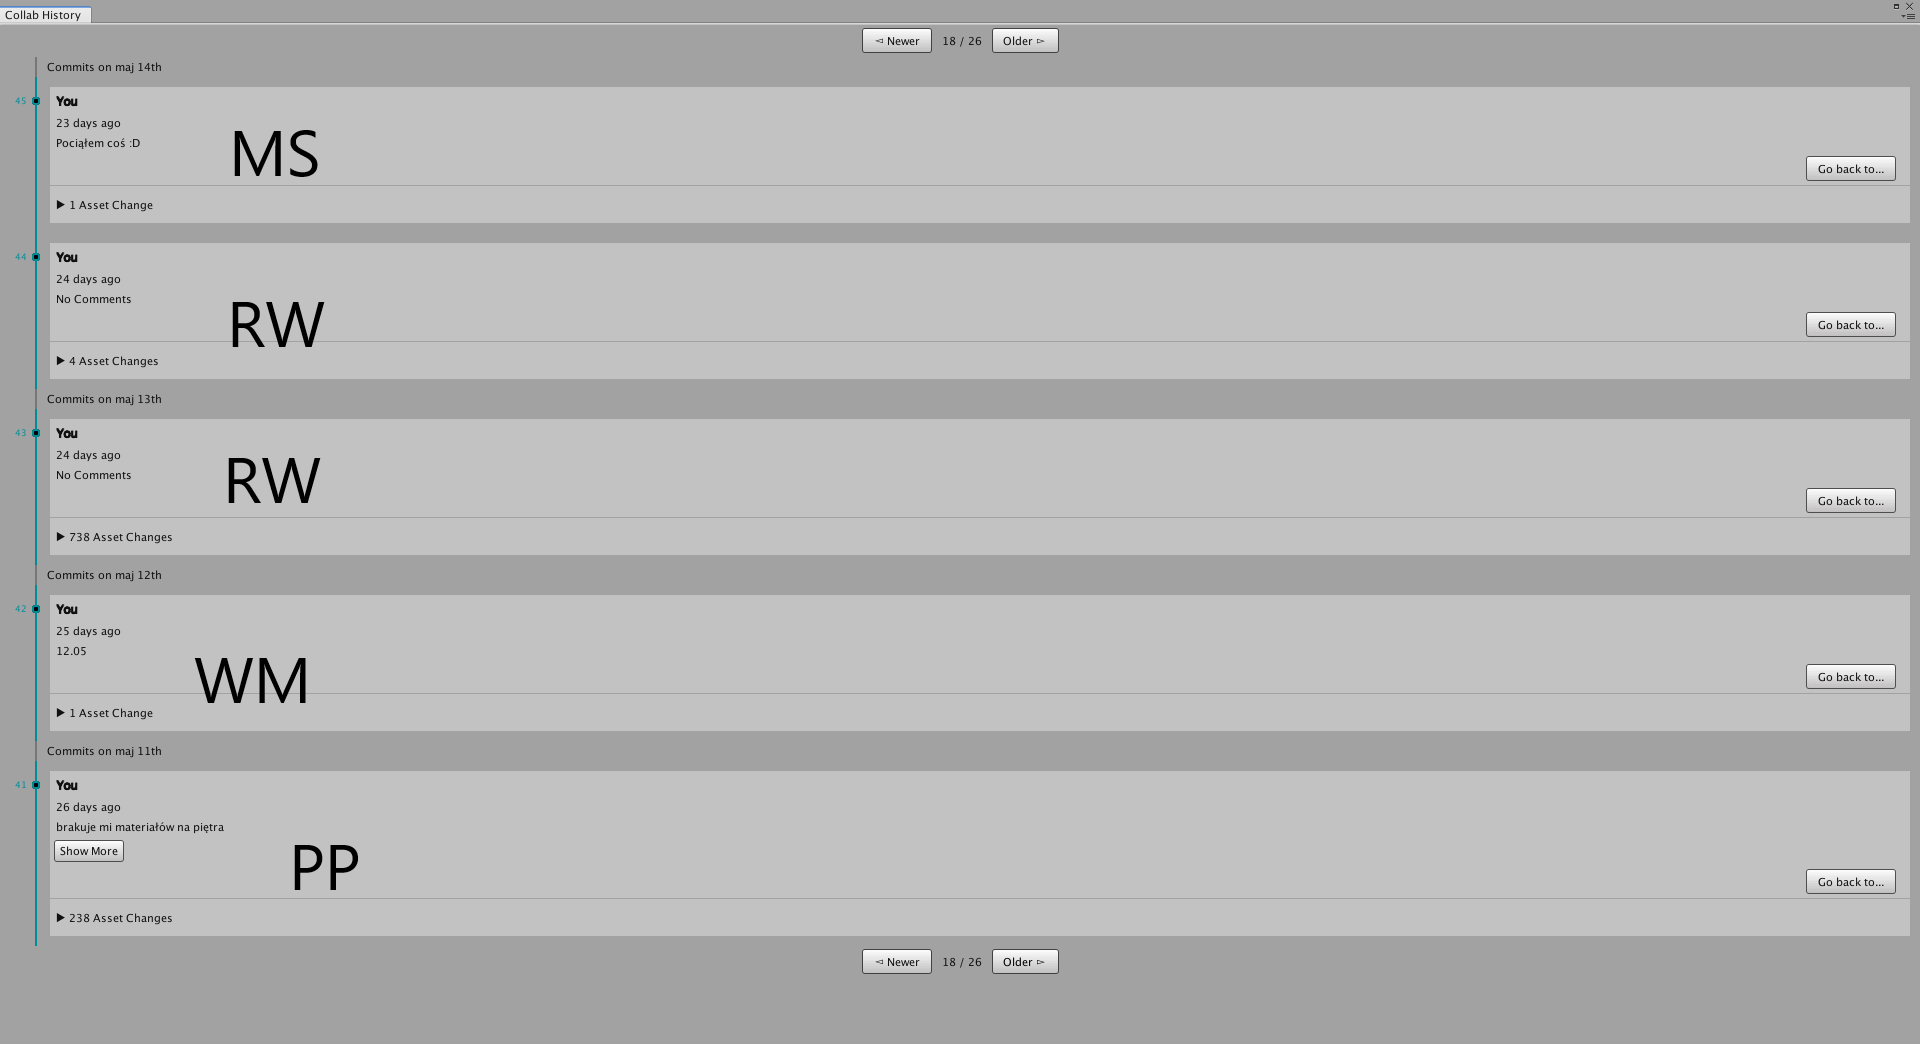 Collab History
◅ Newer 18 / 26 Older ▻
Commits on maj 14th
45 You
23 days ago
Pociąłem coś :D
MS
Go back to...
▶ 1 Asset Change
44 You
24 days ago
No Comments
RW
Go back to...
▶ 4 Asset Changes
Commits on maj 13th
43 You
24 days ago
No Comments
RW
Go back to...
▶ 738 Asset Changes
Commits on maj 12th
42 You
25 days ago
12.05
WM
Go back to...
▶ 1 Asset Change
Commits on maj 11th
41 You
26 days ago
brakuje mi materiałów na piętra
Show More
PP
Go back to...
▶ 238 Asset Changes
◅ Newer 18 / 26 Older ▻